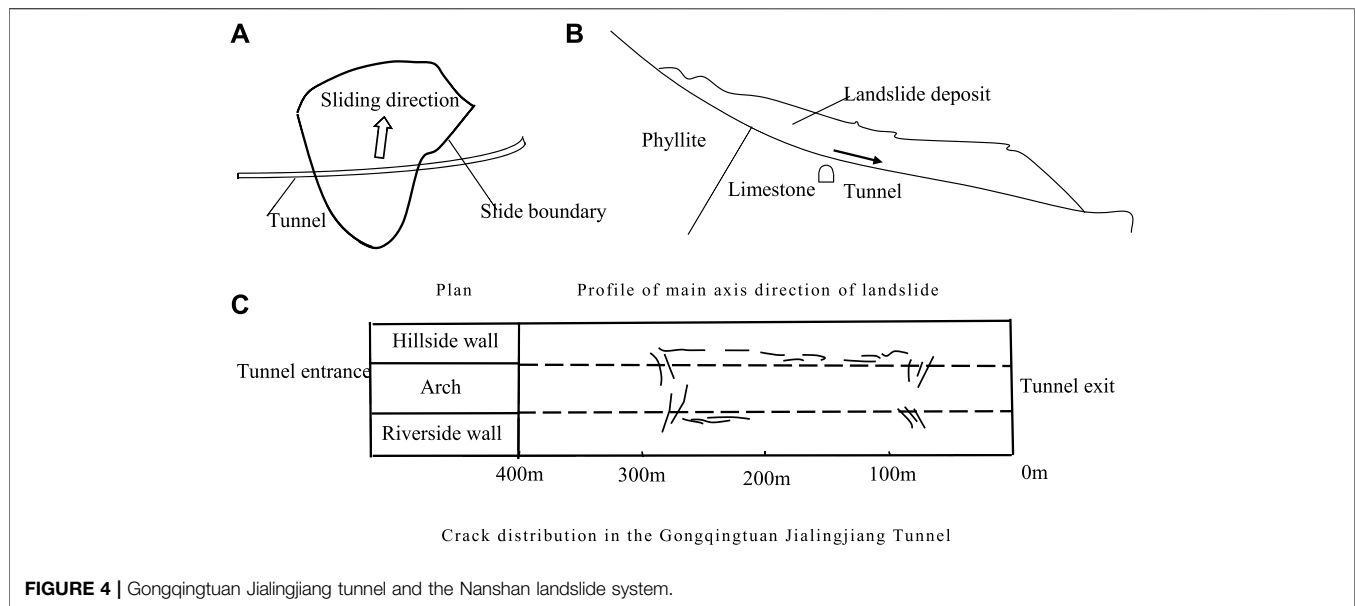 A
B
Sliding direction
Landslide deposit
Phyllite
Limestone
Tunnel
Tunnel
Slide boundary
Plan
Profile of main axis direction of landslide
C
Hillside wall
Tunnel entrance
Arch
Tunnel exit
Riverside wall
400m
300m
200m
100m
0m
Crack distribution in the Gongqingtuan Jialingjiang Tunnel
FIGURE 4 | Gongqingtuan Jialingjiang tunnel and the Nanshan landslide system.